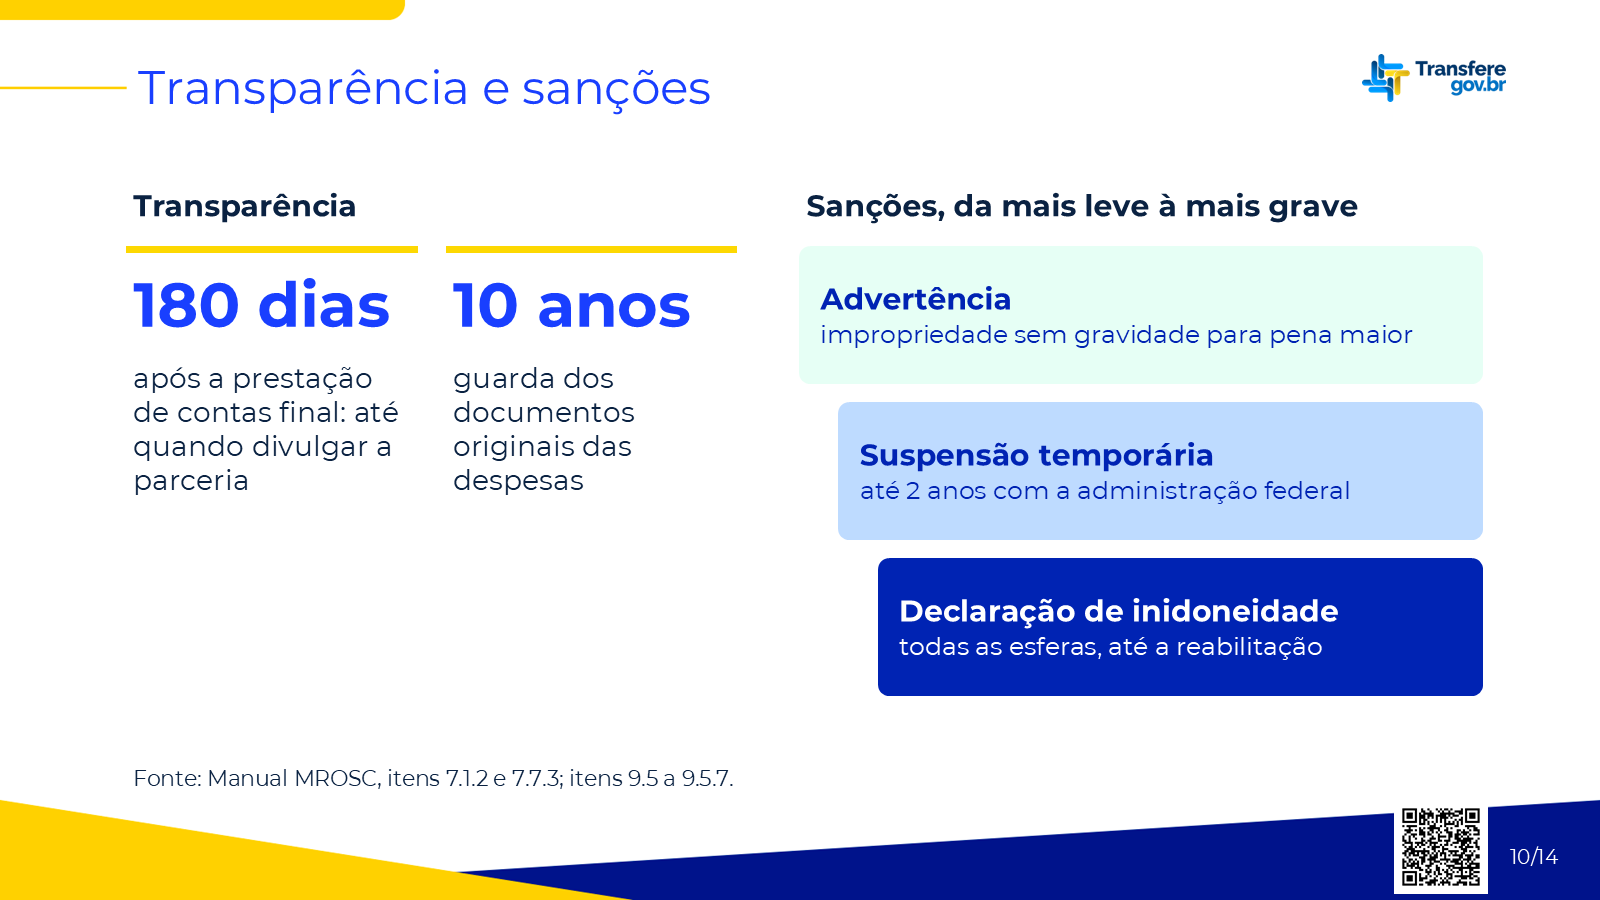 Transparência e sanções
Transfere
gov.br
Transparência
180 dias
após a prestação
de contas final: até
quando divulgar a
parceria
10 anos
guarda dos
documentos
originais das
despesas
Sanções, da mais leve à mais grave
Advertência
impropriedade sem gravidade para pena maior
Suspensão temporária
até 2 anos com a administração federal
Declaração de inidoneidade
todas as esferas, até a reabilitação
Fonte: Manual MROSC, itens 7.1.2 e 7.7.3; itens 9.5 a 9.5.7.
10/14